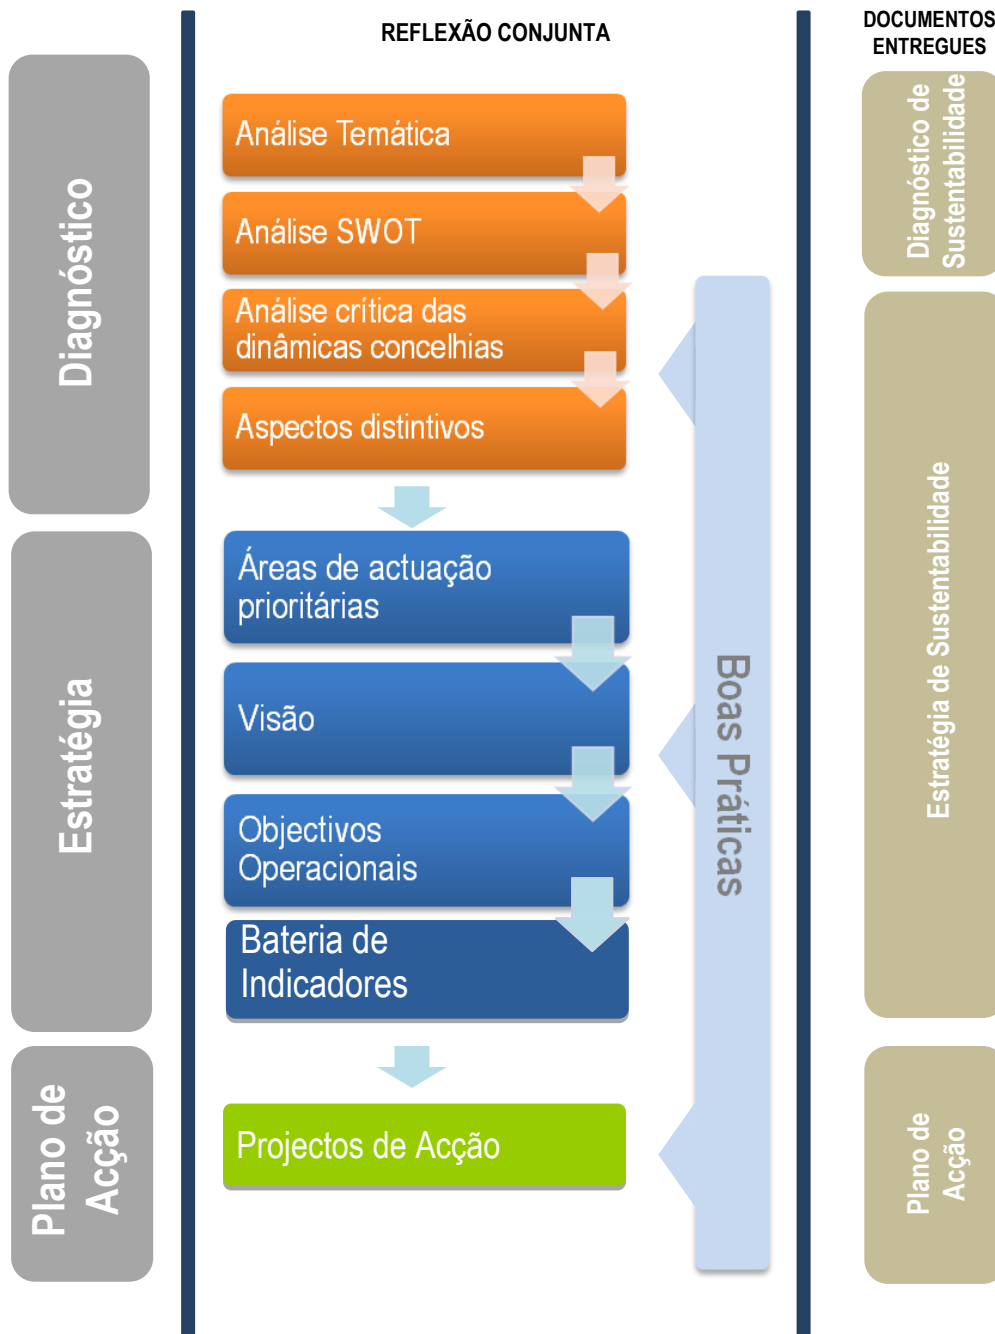 REFLEXÃO CONJUNTA
DOCUMENTOS
ENTREGUES
Diagnóstico
Análise Temática
Análise SWOT
Análise crítica das
dinâmicas concelhias
Aspectos distintivos
Estratégia
Áreas de actuação
prioritárias
Visão
Objectivos
Operacionais
Bateria de
Indicadores
Plano de
Acção
Projectos de Acção
Boas Práticas
Diagnóstico de
Sustentabilidade
Estratégia de Sustentabilidade
Plano de
Acção